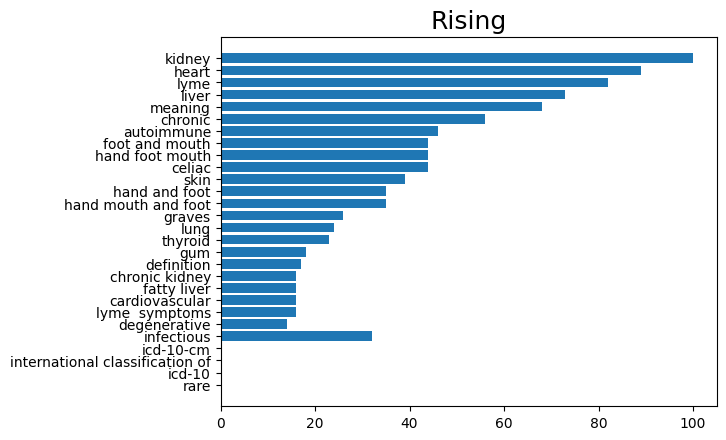 Rising
kidney
heart
lyme
liver
meaning
chronic
autoimmune
foot and mouth
hand foot mouth
celiac
skin
hand and foot
hand mouth and foot
graves
lung
thyroid
gum
definition
chronic kidney
fatty liver
cardiovascular
lyme  symptoms
degenerative
infectious
icd-10-cm
international classification of
icd-10
rare
0 20 40 60 80 100